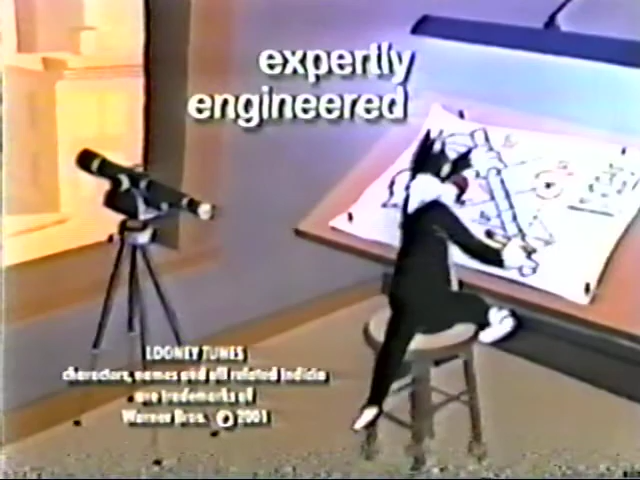 expertly
engineered
LOONEY TUNES
characters, names and all related indicia
are trademarks of
Warner Bros. © 2001